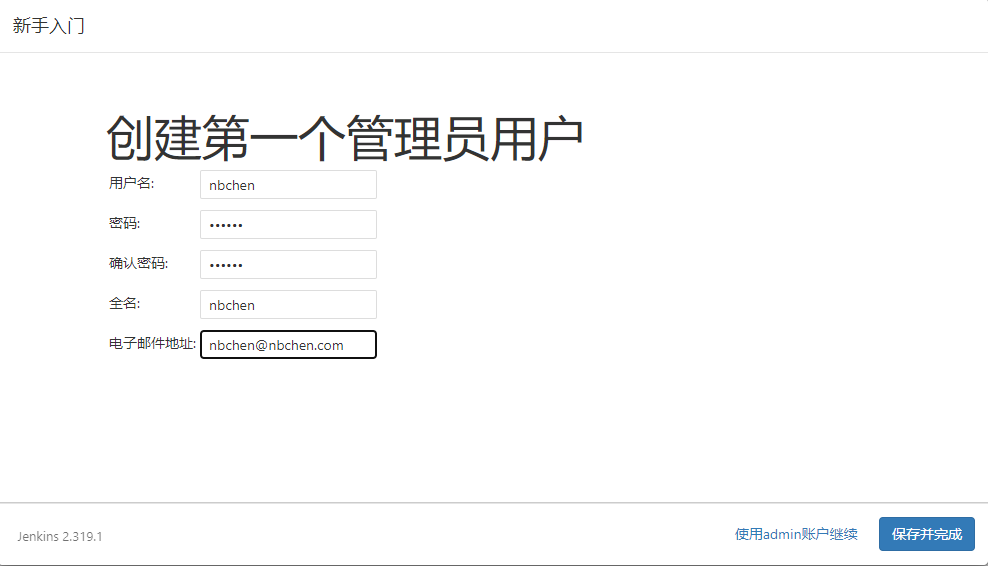 新手入门
创建第一个管理员用户
用户名: nbchen
密码: ••••••
确认密码: ••••••
全名: nbchen
电子邮件地址: nbchen@nbchen.com
Jenkins 2.319.1 使用admin账户继续 保存并完成